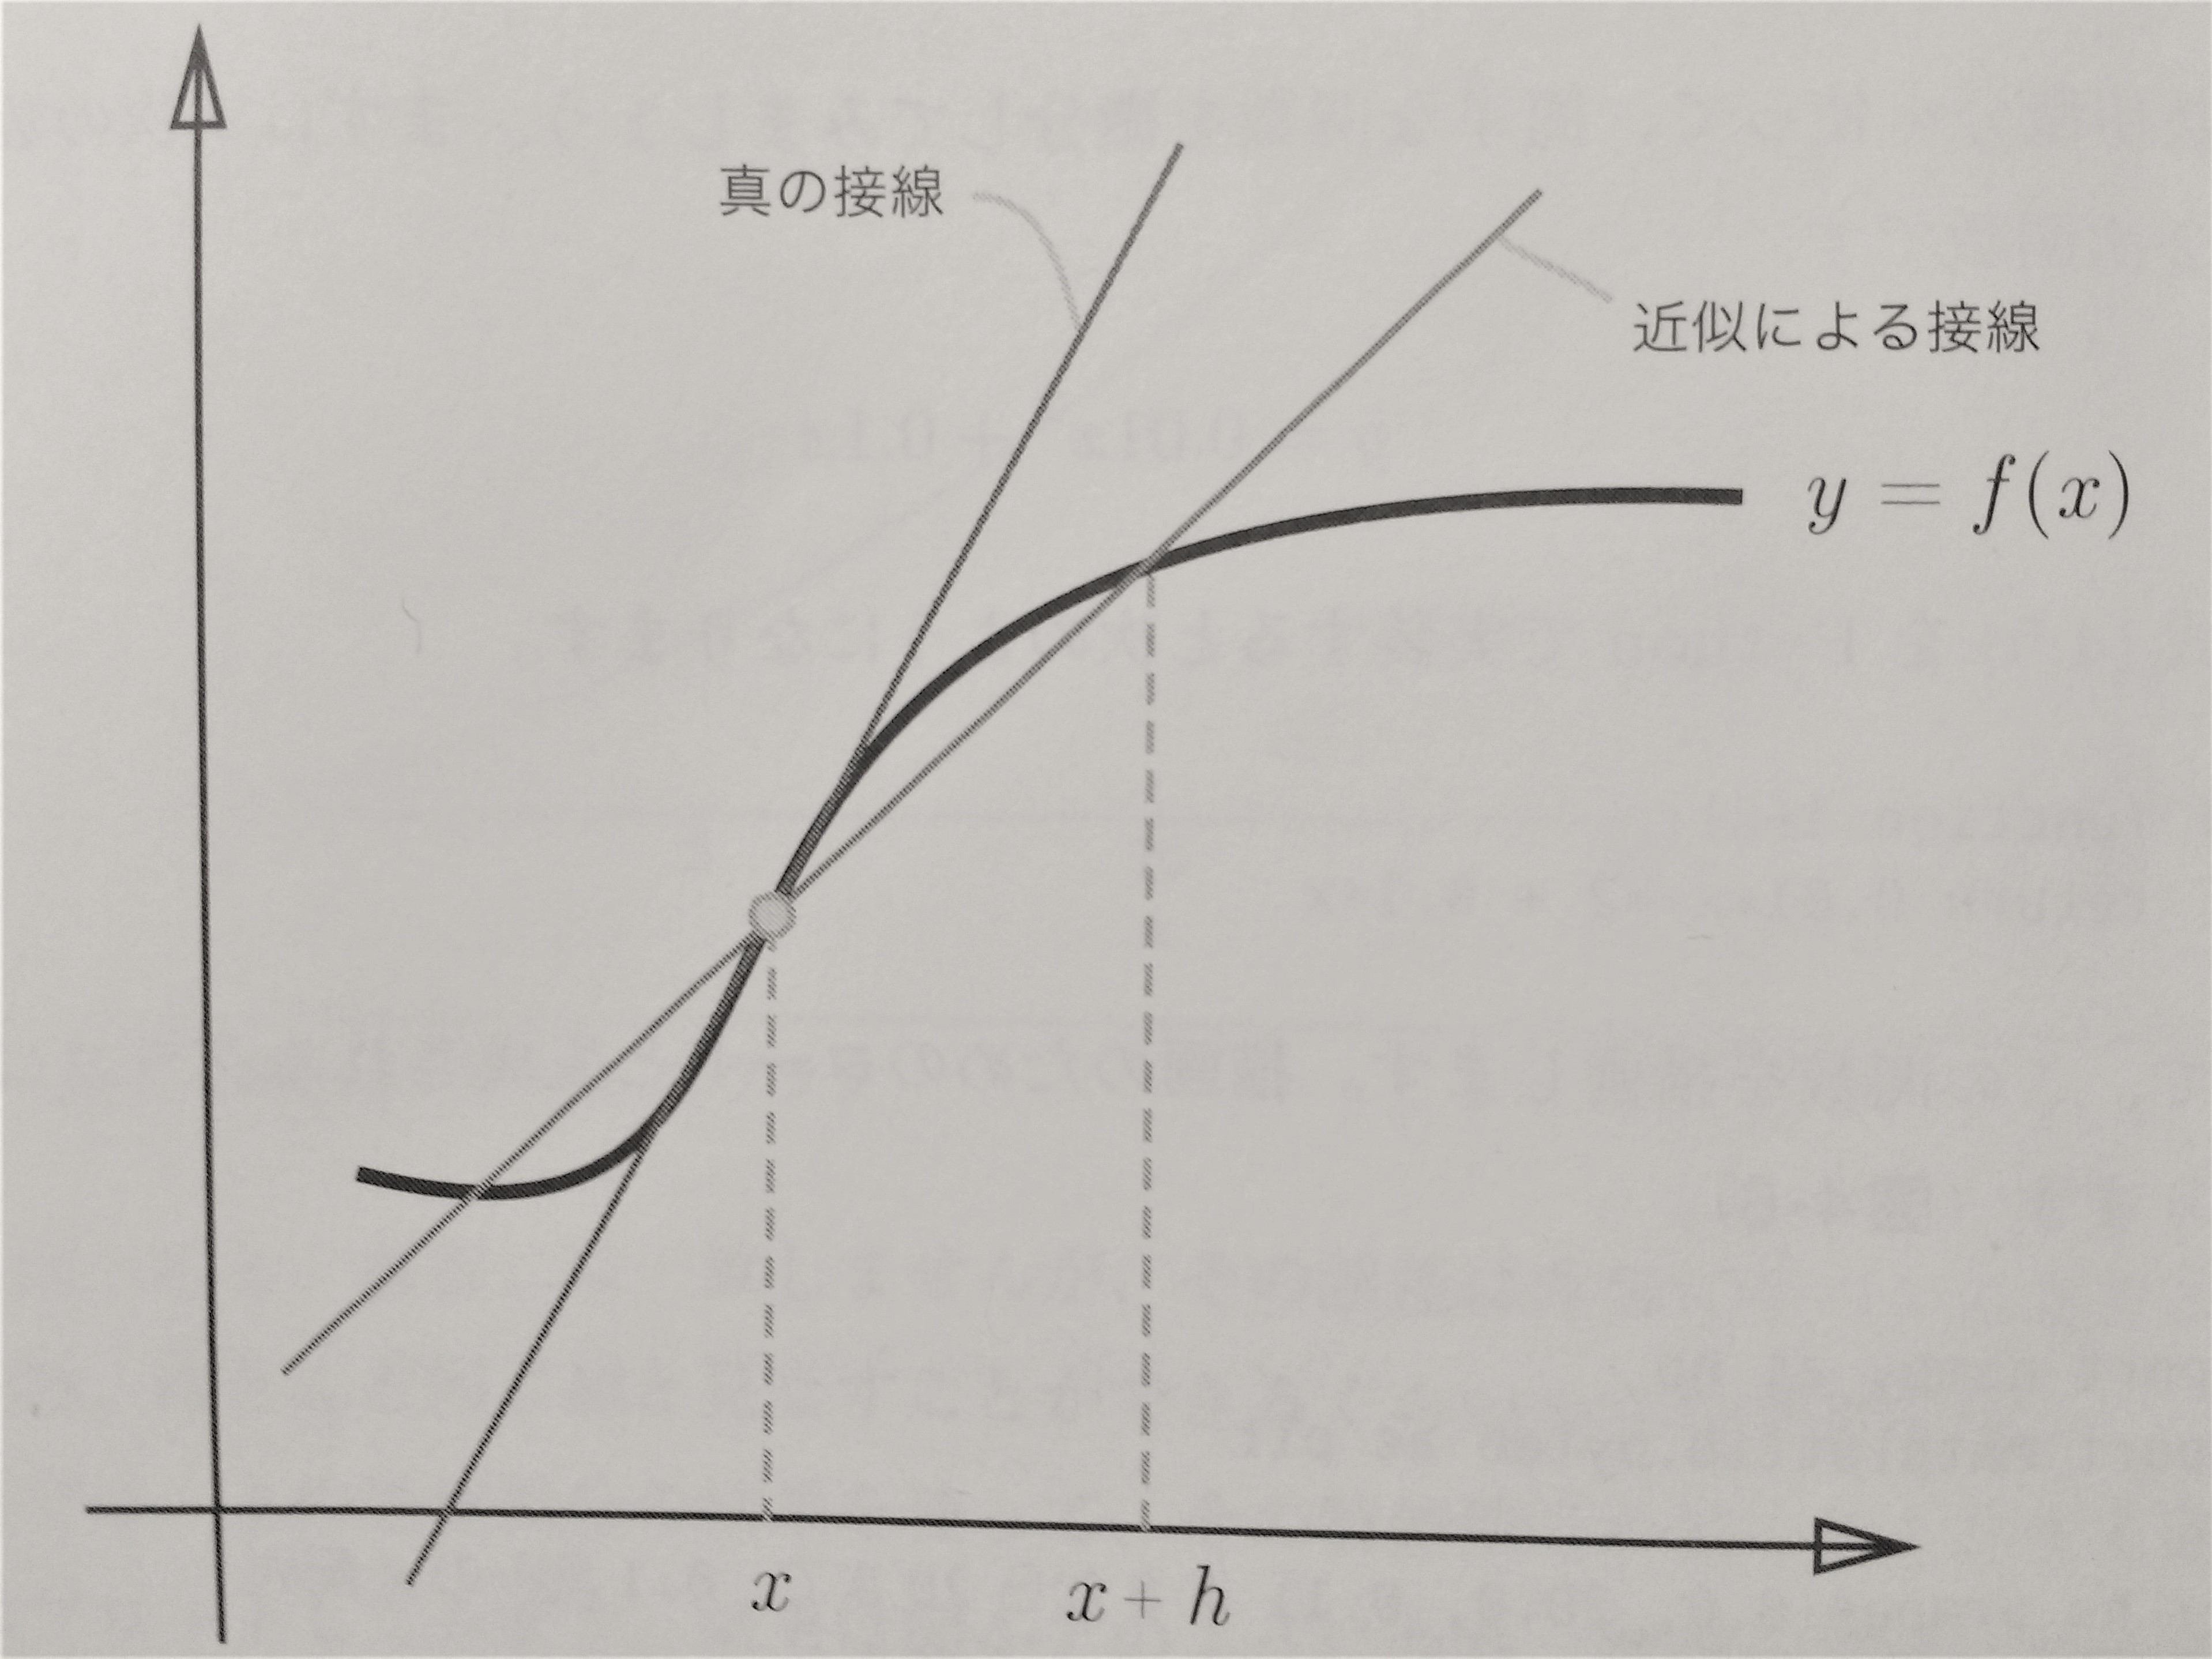 真の接線
近似による接線
y = f(x)
x
x + h